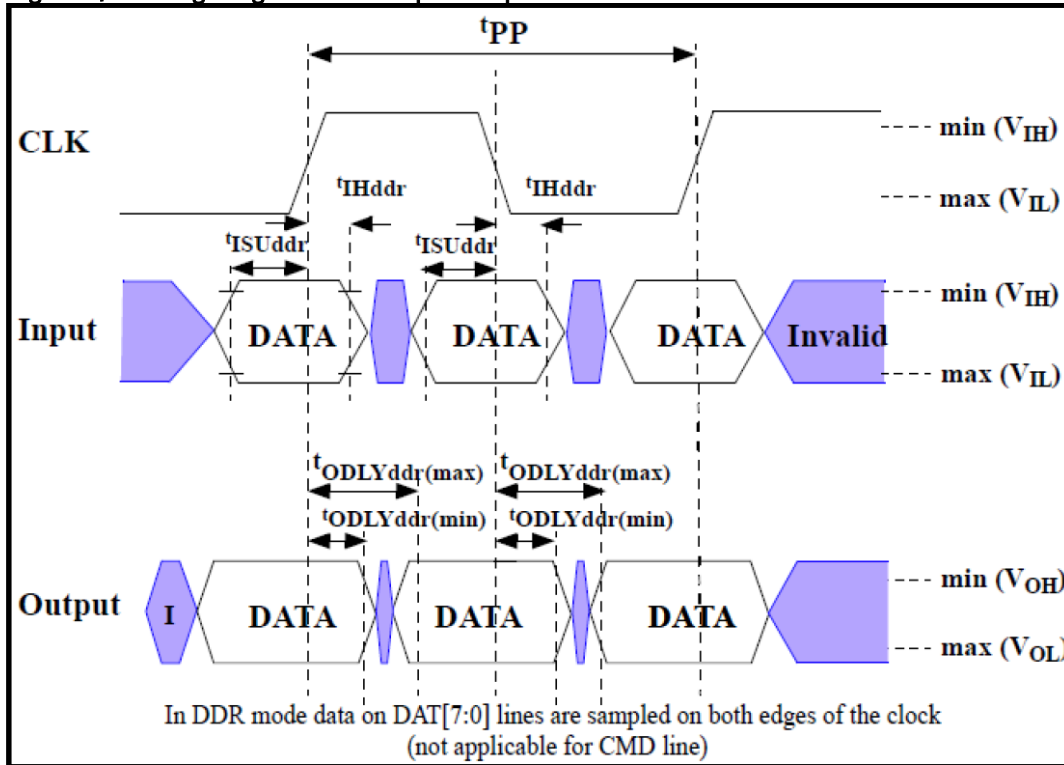 tPP
CLK
min (VIH)
max (VIL)
tIHddr
tIHddr
tISUddr
tISUddr
Input
DATA
DATA
DATA
Invalid
min (VIH)
max (VIL)
tODLYddr(max)
tODLYddr(max)
tODLYddr(min)
tODLYddr(min)
Output
I
DATA
DATA
DATA
min (VOH)
max (VOL)
In DDR mode data on DAT[7:0] lines are sampled on both edges of the clock
(not applicable for CMD line)